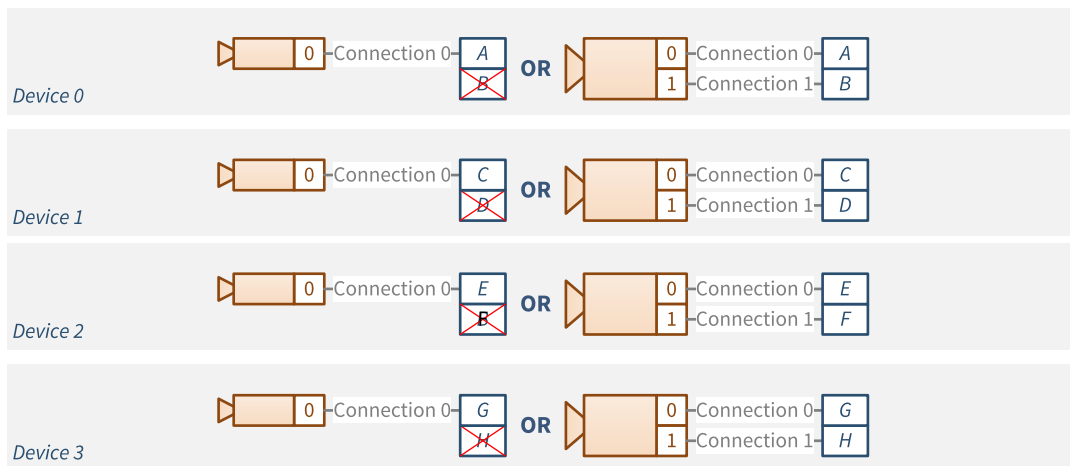 0 Connection 0 A OR 0 Connection 0 A
B 1 Connection 1 B
Device 0
0 Connection 0 C OR 0 Connection 0 C
D 1 Connection 1 D
Device 1
0 Connection 0 E OR 0 Connection 0 E
1 Connection 1 F
Device 2
0 Connection 0 G OR 0 Connection 0 G
H 1 Connection 1 H
Device 3